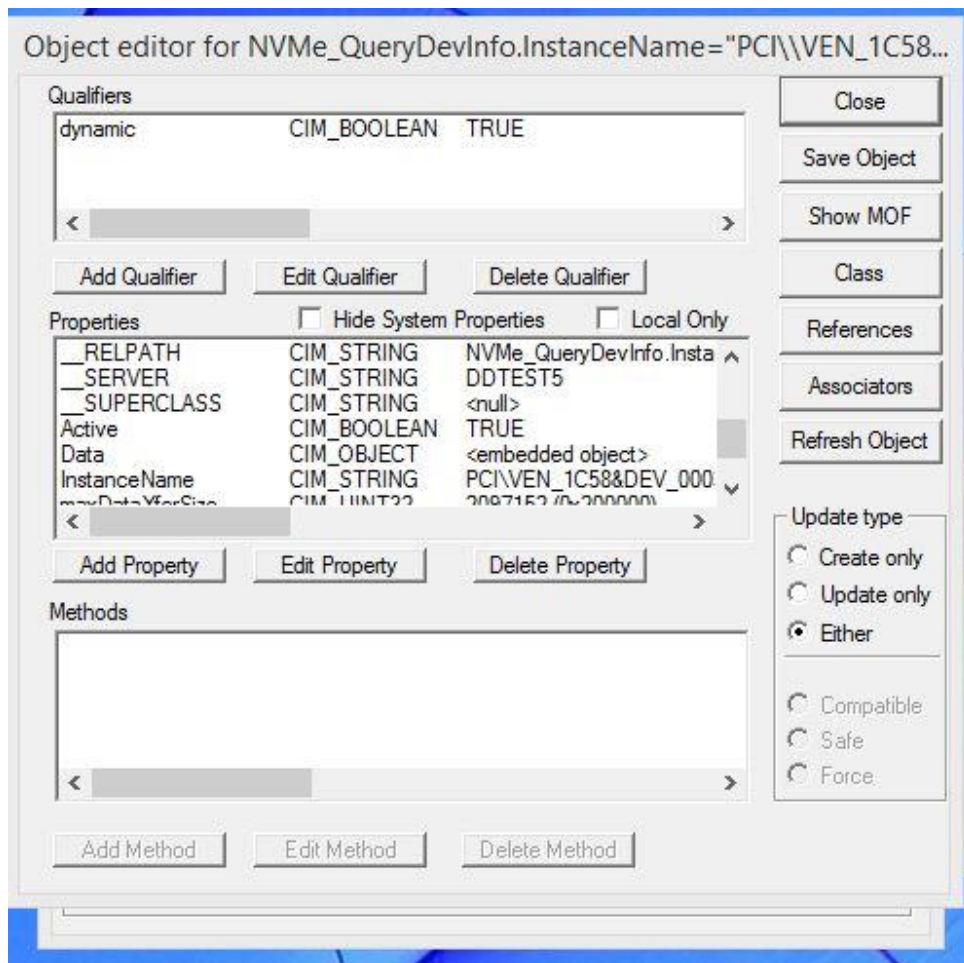 Object editor for NVMe_QueryDevInfo.InstanceName="PCI\\VEN_1C58...
Qualifiers
dynamic CIM_BOOLEAN TRUE
Add Qualifier Edit Qualifier Delete Qualifier
Properties Hide System Properties Local Only
__RELPATH CIM_STRING NVMe_QueryDevInfo.Insta
__SERVER CIM_STRING DDTEST5
__SUPERCLASS CIM_STRING <null>
Active CIM_BOOLEAN TRUE
Data CIM_OBJECT <embedded object>
InstanceName CIM_STRING PCI\VEN_1C58&DEV_000
maxDataXferSize CIM_UINT32 2097152 (0x200000)
Add Property Edit Property Delete Property
Methods
Add Method Edit Method Delete Method
Close
Save Object
Show MOF
Class
References
Associators
Refresh Object
Update type
Create only
Update only
Either
Compatible
Safe
Force